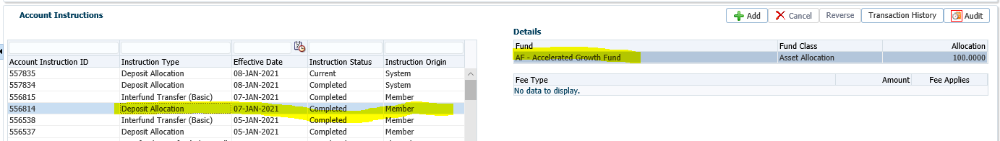 Account Instructions
Add Cancel Reverse Transaction History Audit
Details
Fund Fund Class Allocation
AF - Accelerated Growth Fund Asset Allocation 100.0000
Fee Type Amount Fee Applies
No data to display.
Account Instruction ID Instruction Type Effective Date Instruction Status Instruction Origin
557835 Deposit Allocation 08-JAN-2021 Current System
557834 Deposit Allocation 08-JAN-2021 Completed System
556815 Interfund Transfer (Basic) 07-JAN-2021 Completed Member
556814 Deposit Allocation 07-JAN-2021 Completed Member
556538 Interfund Transfer (Basic) 05-JAN-2021 Completed Member
556537 Deposit Allocation 05-JAN-2021 Completed Member